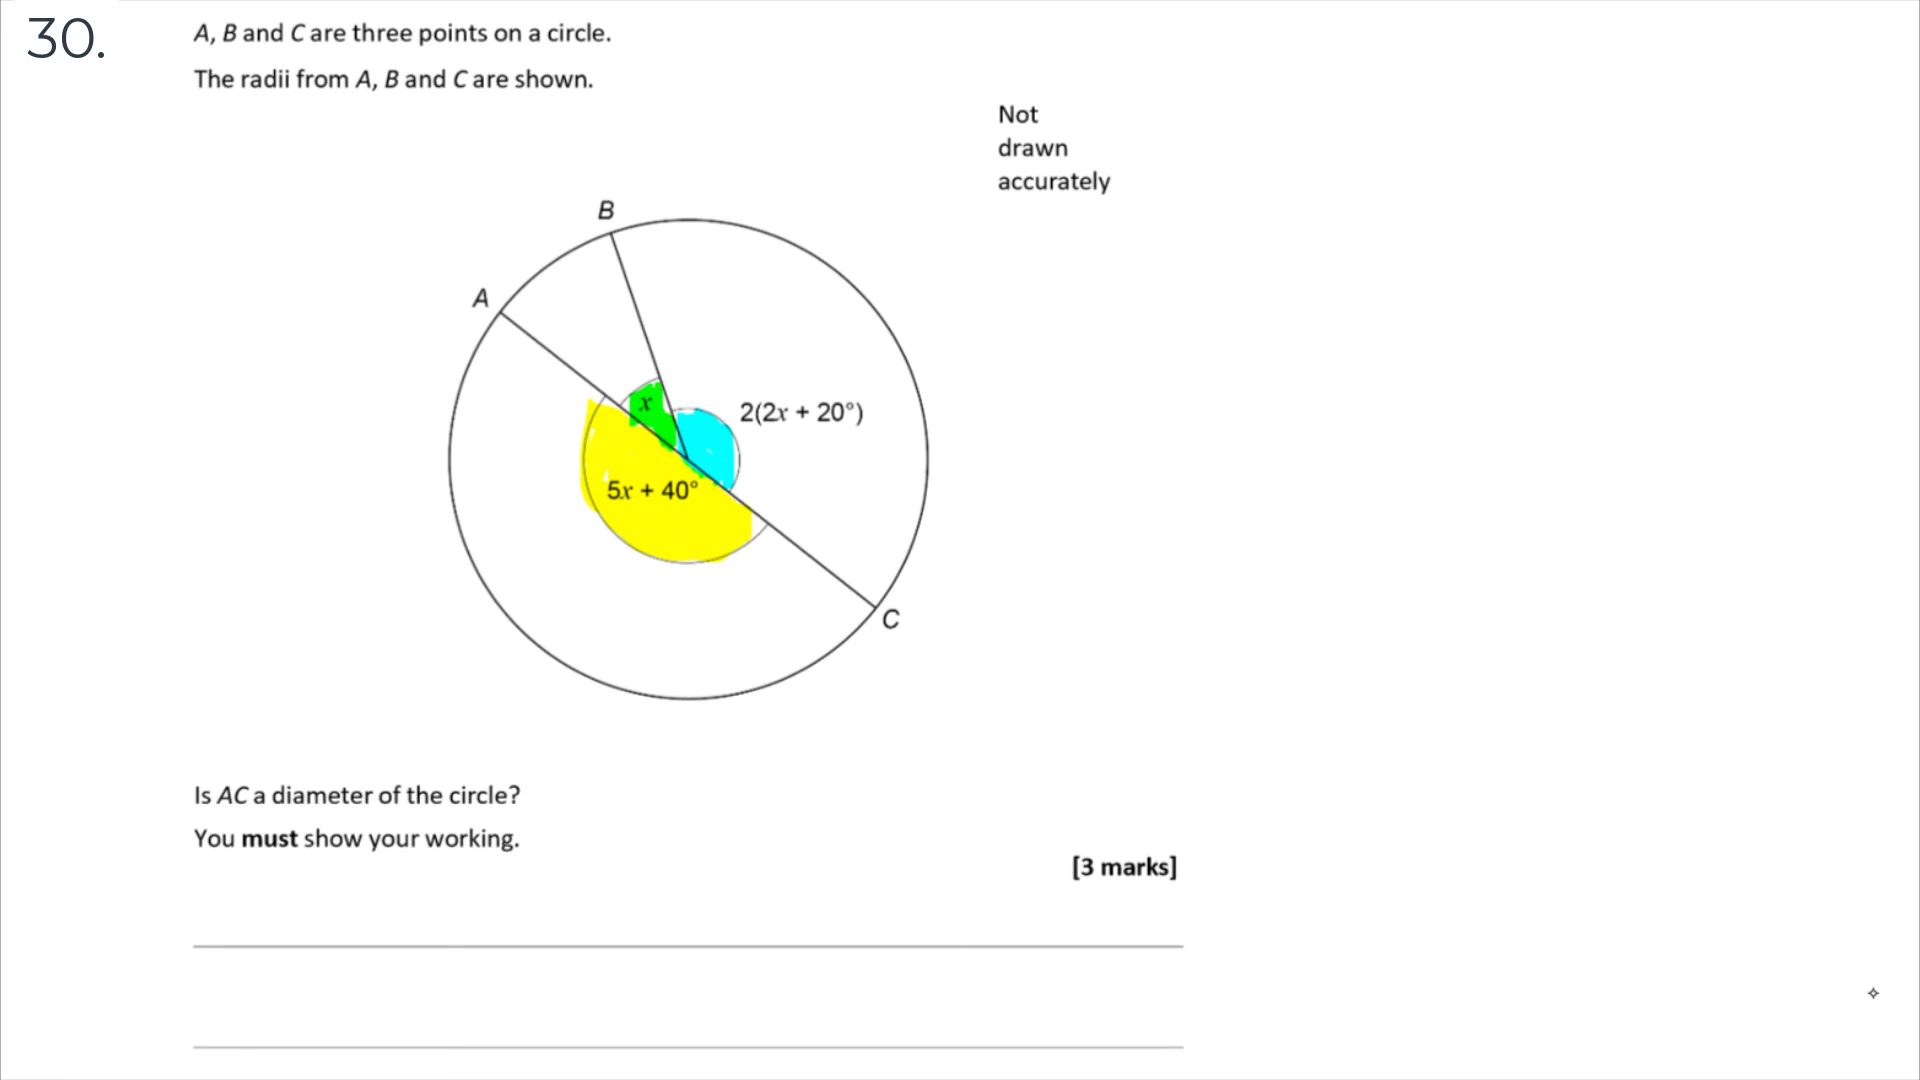 30.
A, B and C are three points on a circle.
The radii from A, B and C are shown.
Not
drawn
accurately
B
A
x
2(2x + 20°)
5x + 40°
C
Is AC a diameter of the circle?
You must show your working.
[3 marks]